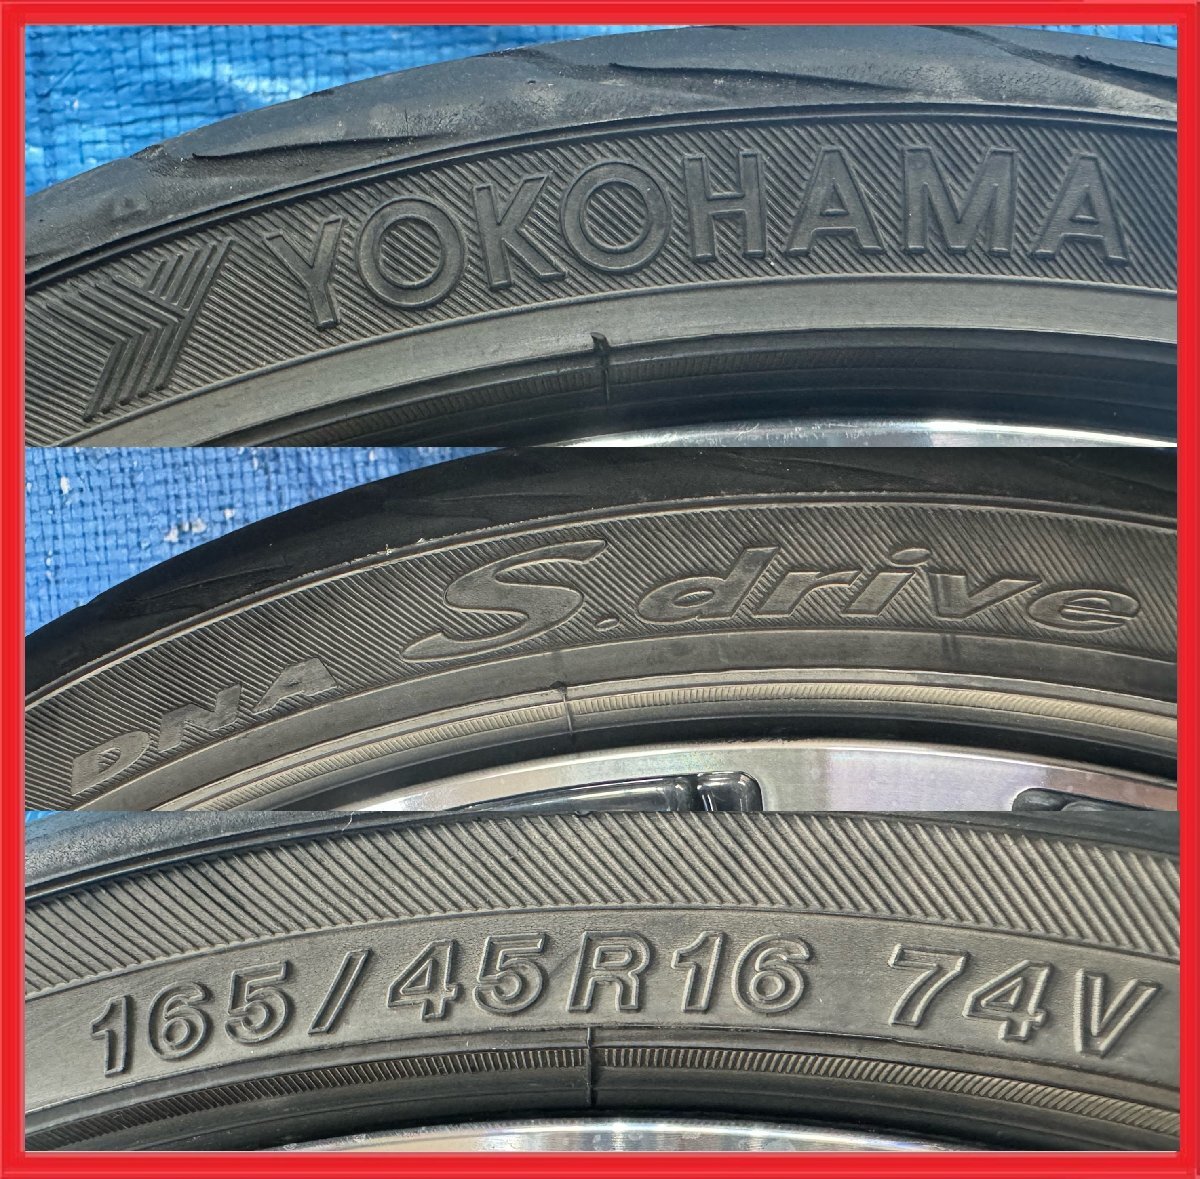 YOKOHAMA
DNA S.drive
165/45R16 74V